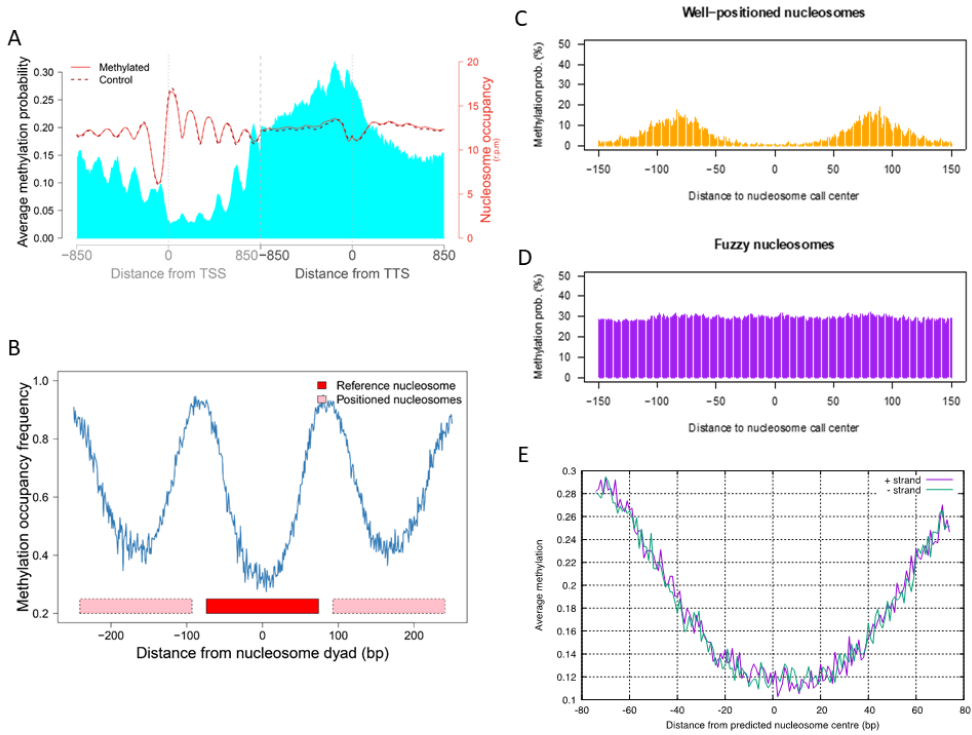 A
Average methylation probability
0.30
0.25
0.20
0.15
0.10
0.05
0.00
Methylated
Control
20
15
10
5
0
Nucleosome occupancy
(r.p.m)
−850 0 850 −850 0 850
Distance from TSS Distance from TTS
B
Methylation occupancy frequency
1.0
0.8
0.6
0.4
0.2
Reference nucleosome
Positioned nucleosomes
−200 −100 0 100 200
Distance from nucleosome dyad (bp)
C
Well−positioned nucleosomes
Methylation prob. (%)
50
40
30
20
10
0
−150 −100 −50 0 50 100 150
Distance to nucleosome call center
D
Fuzzy nucleosomes
Methylation prob. (%)
50
40
30
20
10
0
−150 −100 −50 0 50 100 150
Distance to nucleosome call center
E
Average methylation
0.3
0.28
0.26
0.24
0.22
0.2
0.18
0.16
0.14
0.12
0.1
+ strand
- strand
-80 -60 -40 -20 0 20 40 60 80
Distance from predicted nucleosome centre (bp)